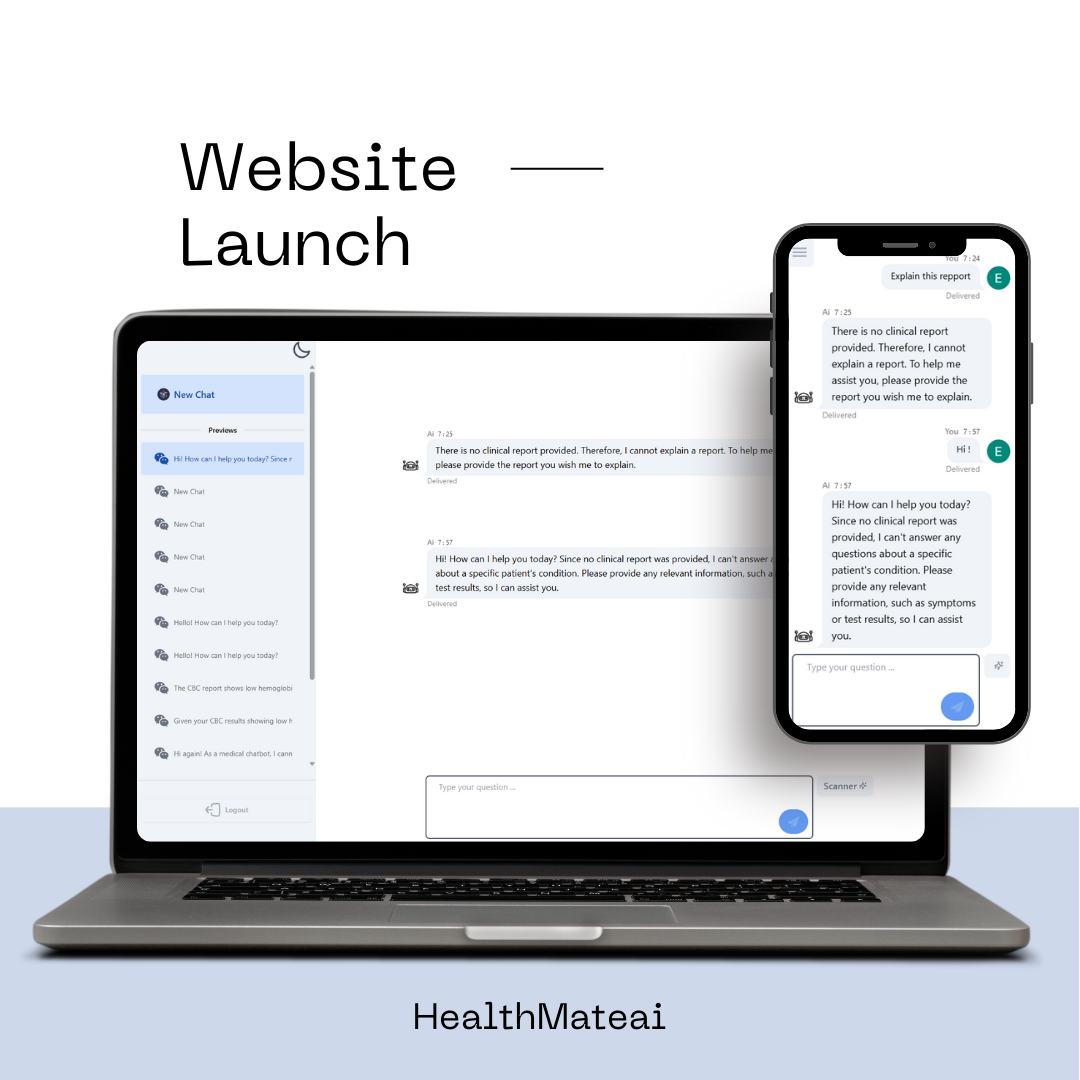 Website
Launch
New Chat
Previews
Hi! How can I help you today? Since r
New Chat
New Chat
New Chat
New Chat
Hello! How can I help you today?
Hello! How can I help you today?
The CBC report shows low hemoglobi
Given your CBC results showing low h
Hi again! As a medical chatbot, I cann
Logout
Ai 7:25
There is no clinical report provided. Therefore, I cannot explain a report. To help me
please provide the report you wish me to explain.
Delivered
Ai 7:57
Hi! How can I help you today? Since no clinical report was provided, I can't answer a
about a specific patient's condition. Please provide any relevant information, such a
test results, so I can assist you.
Delivered
Type your question ...
Scanner
You 7:24
Explain this repport
E
Delivered
Ai 7:25
There is no clinical report
provided. Therefore, I cannot
explain a report. To help me
assist you, please provide the
report you wish me to explain.
Delivered
You 7:57
Hi !
E
Delivered
Ai 7:57
Hi! How can I help you today?
Since no clinical report was
provided, I can't answer any
questions about a specific
patient's condition. Please
provide any relevant
information, such as symptoms
or test results, so I can assist
you.
Type your question ...
HealthMateai